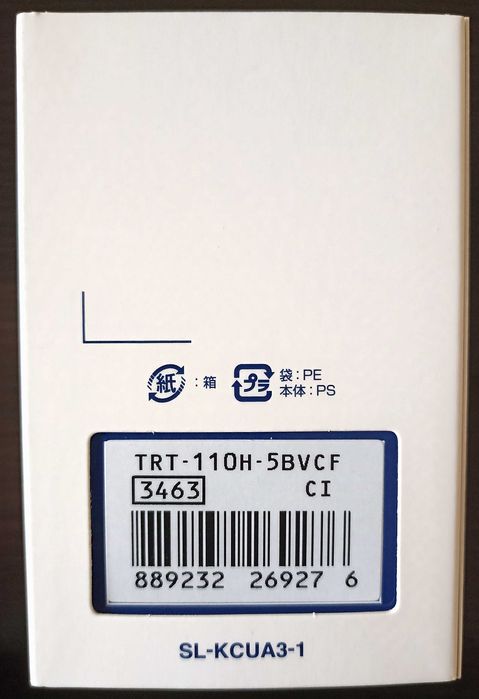 紙 : 箱
プラ 袋 : PE
本体 : PS
TRT-110H-5BVCF
3463 CI
889232 26927 6
SL-KCUA3-1